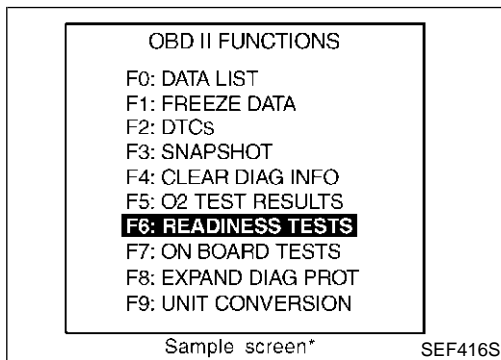 OBD II FUNCTIONS
F0: DATA LIST
F1: FREEZE DATA
F2: DTCs
F3: SNAPSHOT
F4: CLEAR DIAG INFO
F5: O2 TEST RESULTS
F6: READINESS TESTS
F7: ON BOARD TESTS
F8: EXPAND DIAG PROT
F9: UNIT CONVERSION
Sample screen*
SEF416S